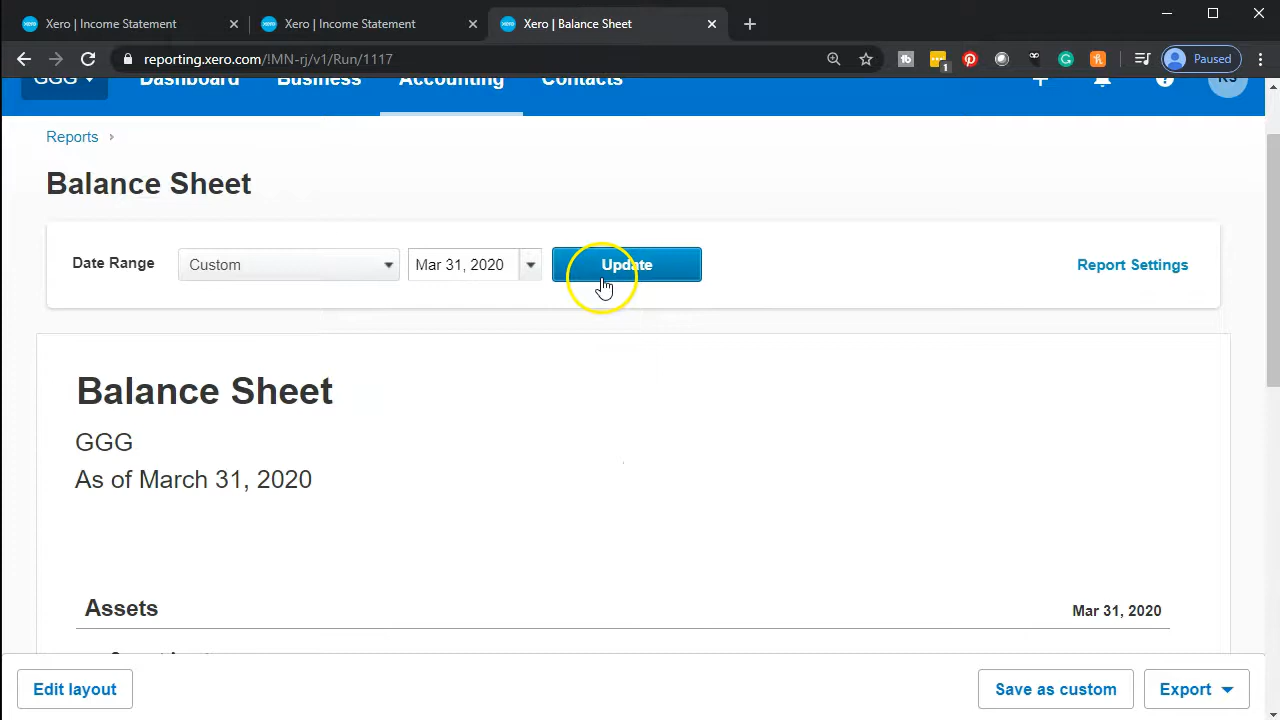 Xero | Income Statement
Xero | Income Statement
Xero | Balance Sheet
reporting.xero.com/!MN-rj/v1/Run/1117
1
Paused
GGG
Dashboard
Business
Accounting
Contacts
Reports
Balance Sheet
Date Range
Custom
Mar 31, 2020
Update
Report Settings
Balance Sheet
GGG
As of March 31, 2020
Assets
Mar 31, 2020
Edit layout
Save as custom
Export